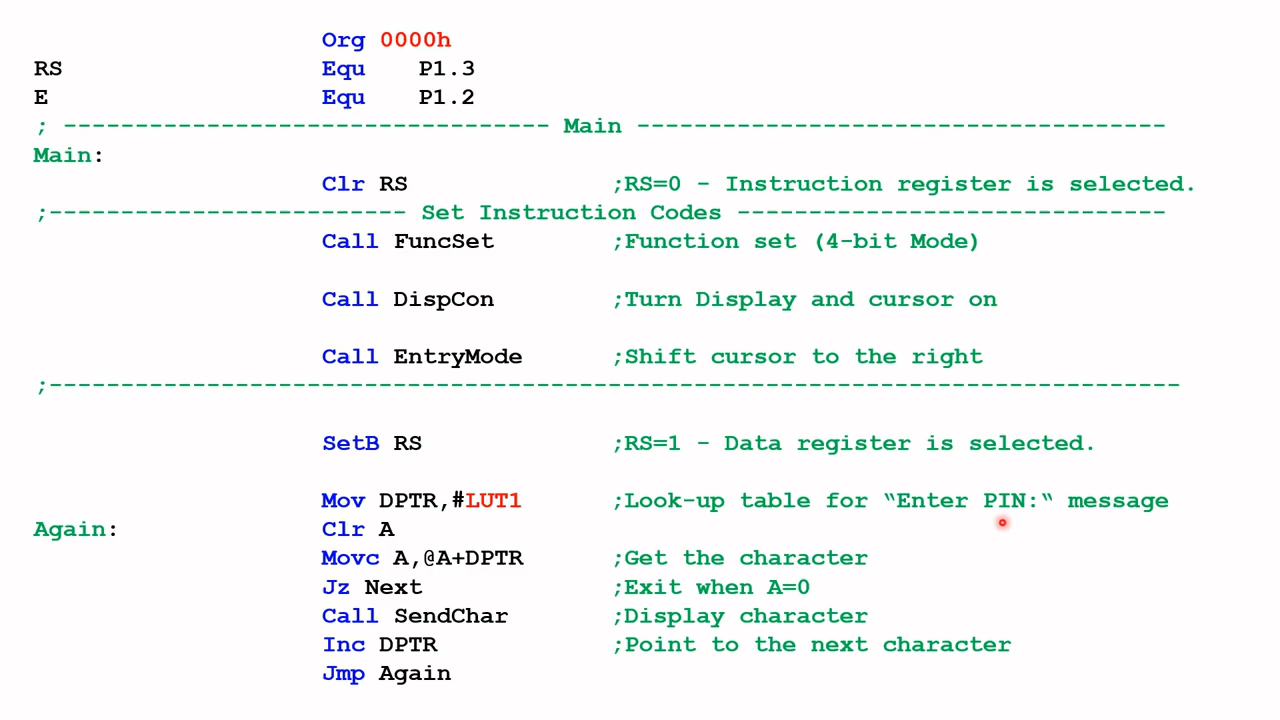 Org 0000h
RS Equ P1.3
E Equ P1.2
; ---------------------------------- Main -------------------------------------
Main:
Clr RS ;RS=0 - Instruction register is selected.
;------------------------- Set Instruction Codes ------------------------------
Call FuncSet ;Function set (4-bit Mode)
Call DispCon ;Turn Display and cursor on
Call EntryMode ;Shift cursor to the right
;-------------------------------------------------------------------------------
SetB RS ;RS=1 - Data register is selected.
Mov DPTR,#LUT1 ;Look-up table for “Enter PIN:“ message
Again: Clr A
Movc A,@A+DPTR ;Get the character
Jz Next ;Exit when A=0
Call SendChar ;Display character
Inc DPTR ;Point to the next character
Jmp Again